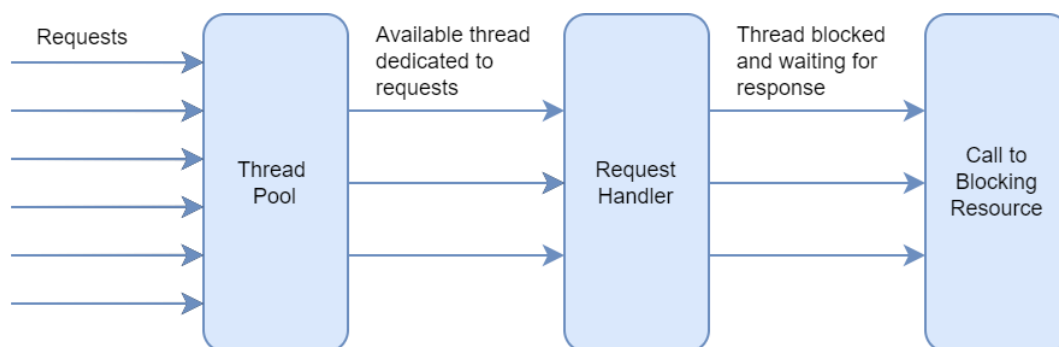 Requests
Available thread
dedicated to
requests
Thread blocked
and waiting for
response
Thread
Pool
Request
Handler
Call to
Blocking
Resource